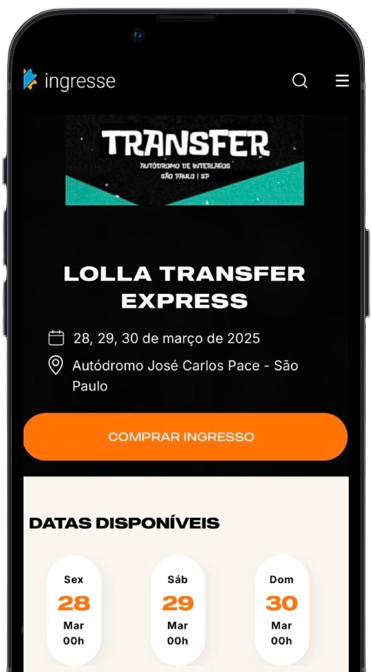 ingresse
TRANSFER
AUTÓDROMO DE INTERLAGOS
SÃO PAULO | SP
LOLLA TRANSFER
EXPRESS
28, 29, 30 de março de 2025
Autódromo José Carlos Pace - São
Paulo
COMPRAR INGRESSO
DATAS DISPONÍVEIS
Sex
28
Mar
00h
Sáb
29
Mar
00h
Dom
30
Mar
00h